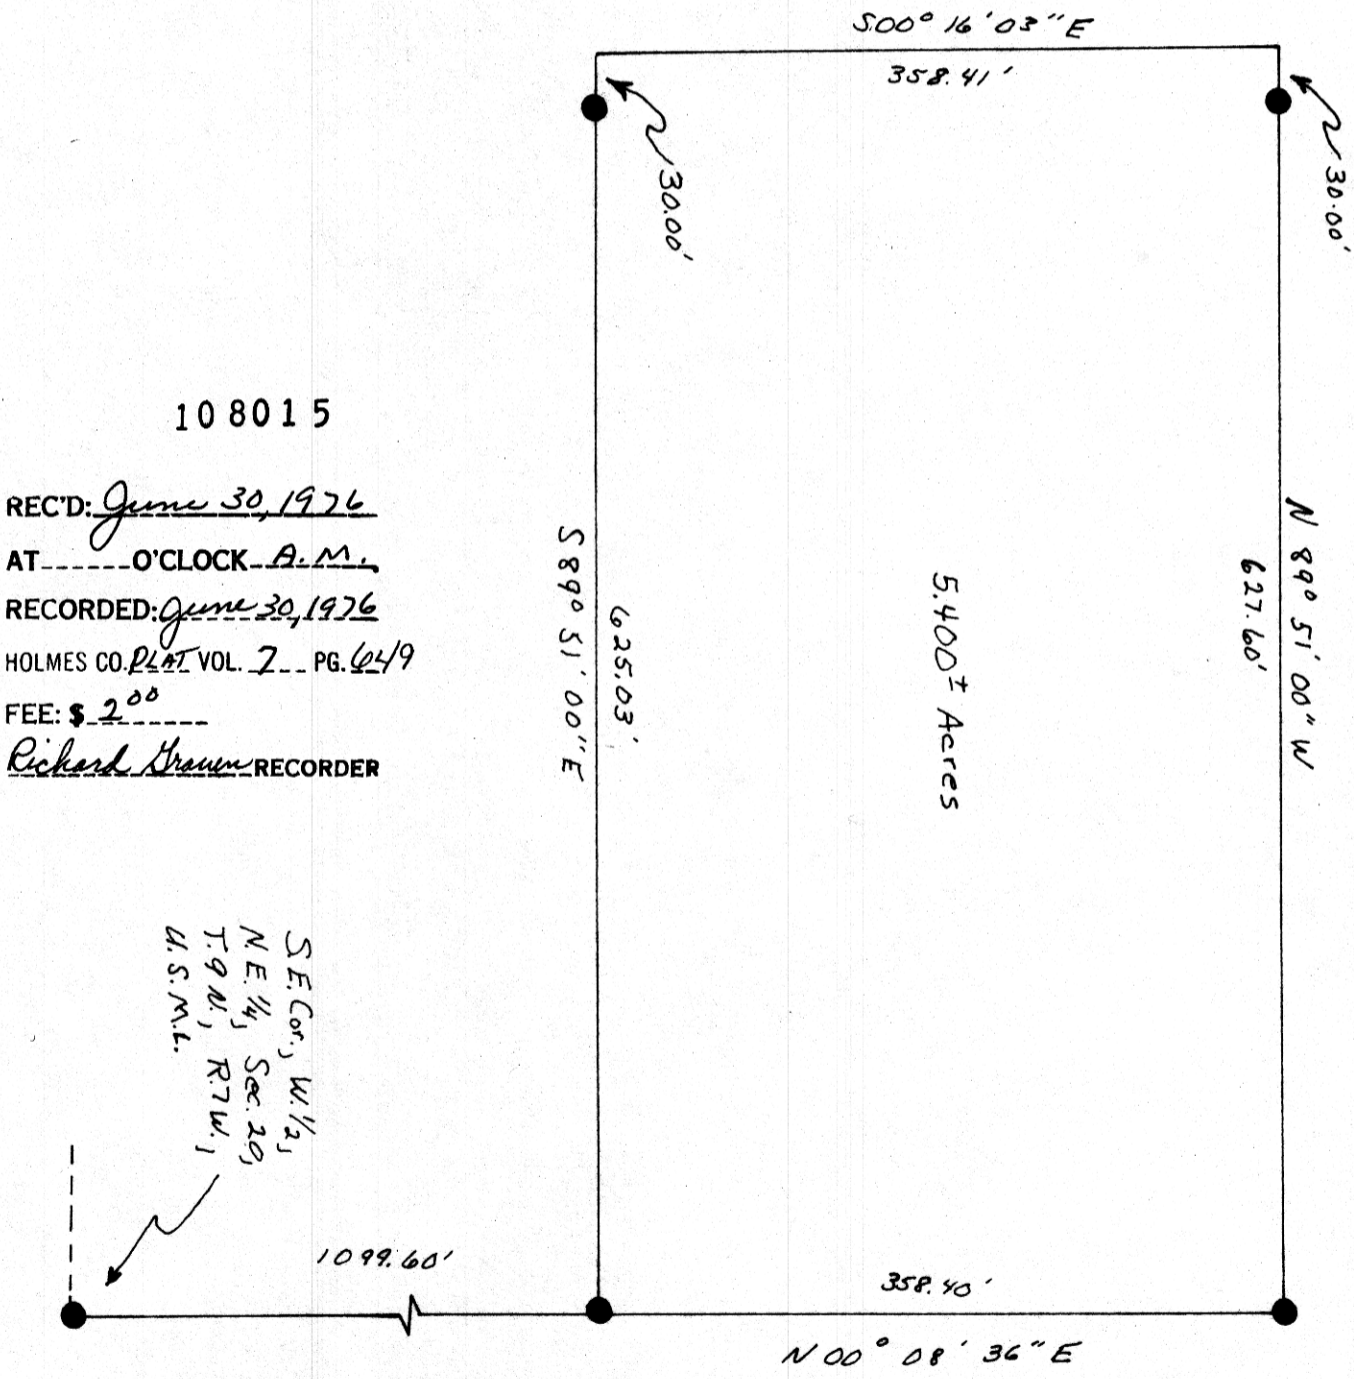 S00° 16' 03" E
358.41'
30.00'
30.00'
108015
REC'D: June 30, 1976
AT ------ O'CLOCK A.M.
RECORDED: June 30, 1976
HOLMES CO. PLAT VOL. 7 PG. 649
FEE: $ 2 00
Richard Graven RECORDER
S 89° 51' 00" E
625.03'
5.400± Acres
N 89° 51' 00" W
627.60'
S.E. Cor., W. 1/2,
N.E. 1/4, Sec. 20,
T. 9 N., R. 7 W.,
U.S.M.L.
1099.60'
358.40'
N 00° 08' 36" E